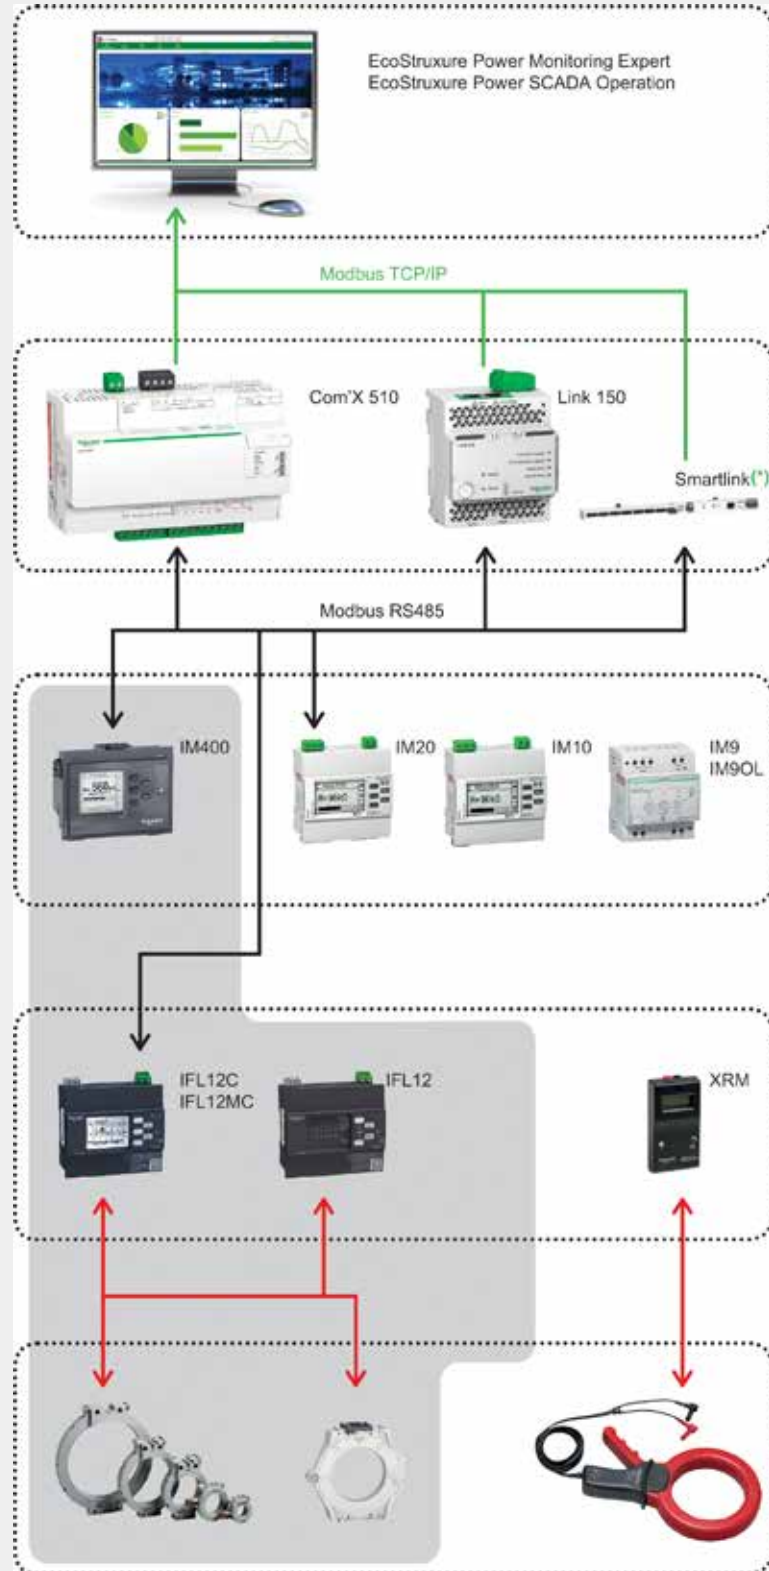 EcoStruxure Power Monitoring Expert
EcoStruxure Power SCADA Operation
Modbus TCP/IP
Com'X 510
Link 150
Smartlink(*)
Modbus RS485
IM400
IM20
IM10
IM9
IM9OL
IFL12C
IFL12MC
IFL12
XRM